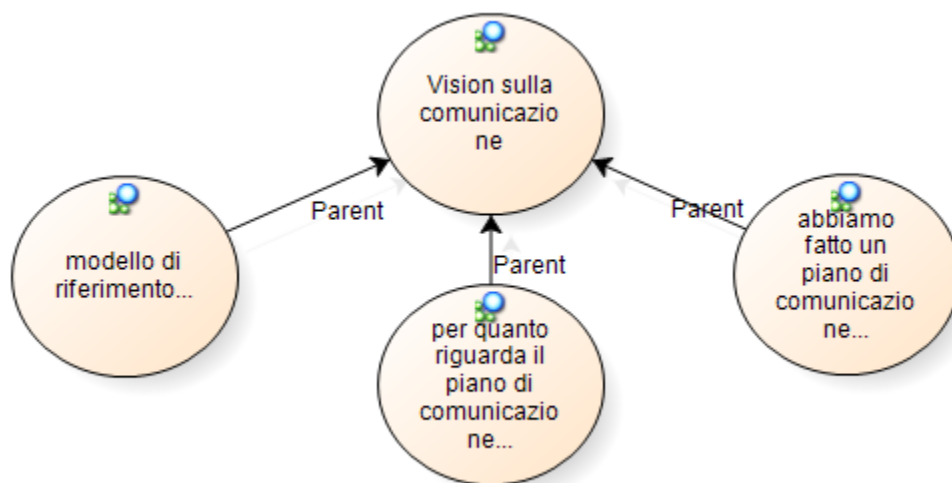 Vision sulla
comunicazio
ne
Parent
modello di
riferimento...
Parent
per quanto
riguarda il
piano di
comunicazio
ne...
Parent
abbiamo
fatto un
piano di
comunicazio
ne...